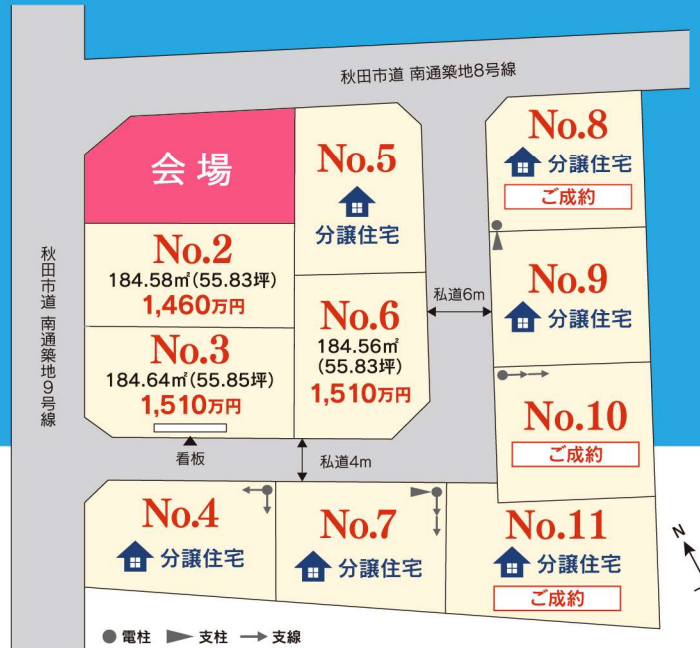 秋田市道 南通築地8号線
秋田市道 南通築地9号線
会場
No.2
184.58㎡(55.83坪)
1,460万円
No.3
184.64㎡(55.85坪)
1,510万円
看板
No.5
分譲住宅
No.6
184.56㎡
(55.83坪)
1,510万円
私道6m
私道4m
No.8
分譲住宅
ご成約
No.9
分譲住宅
No.10
ご成約
No.4
分譲住宅
No.7
分譲住宅
No.11
分譲住宅
ご成約
N
電柱 支柱 支線